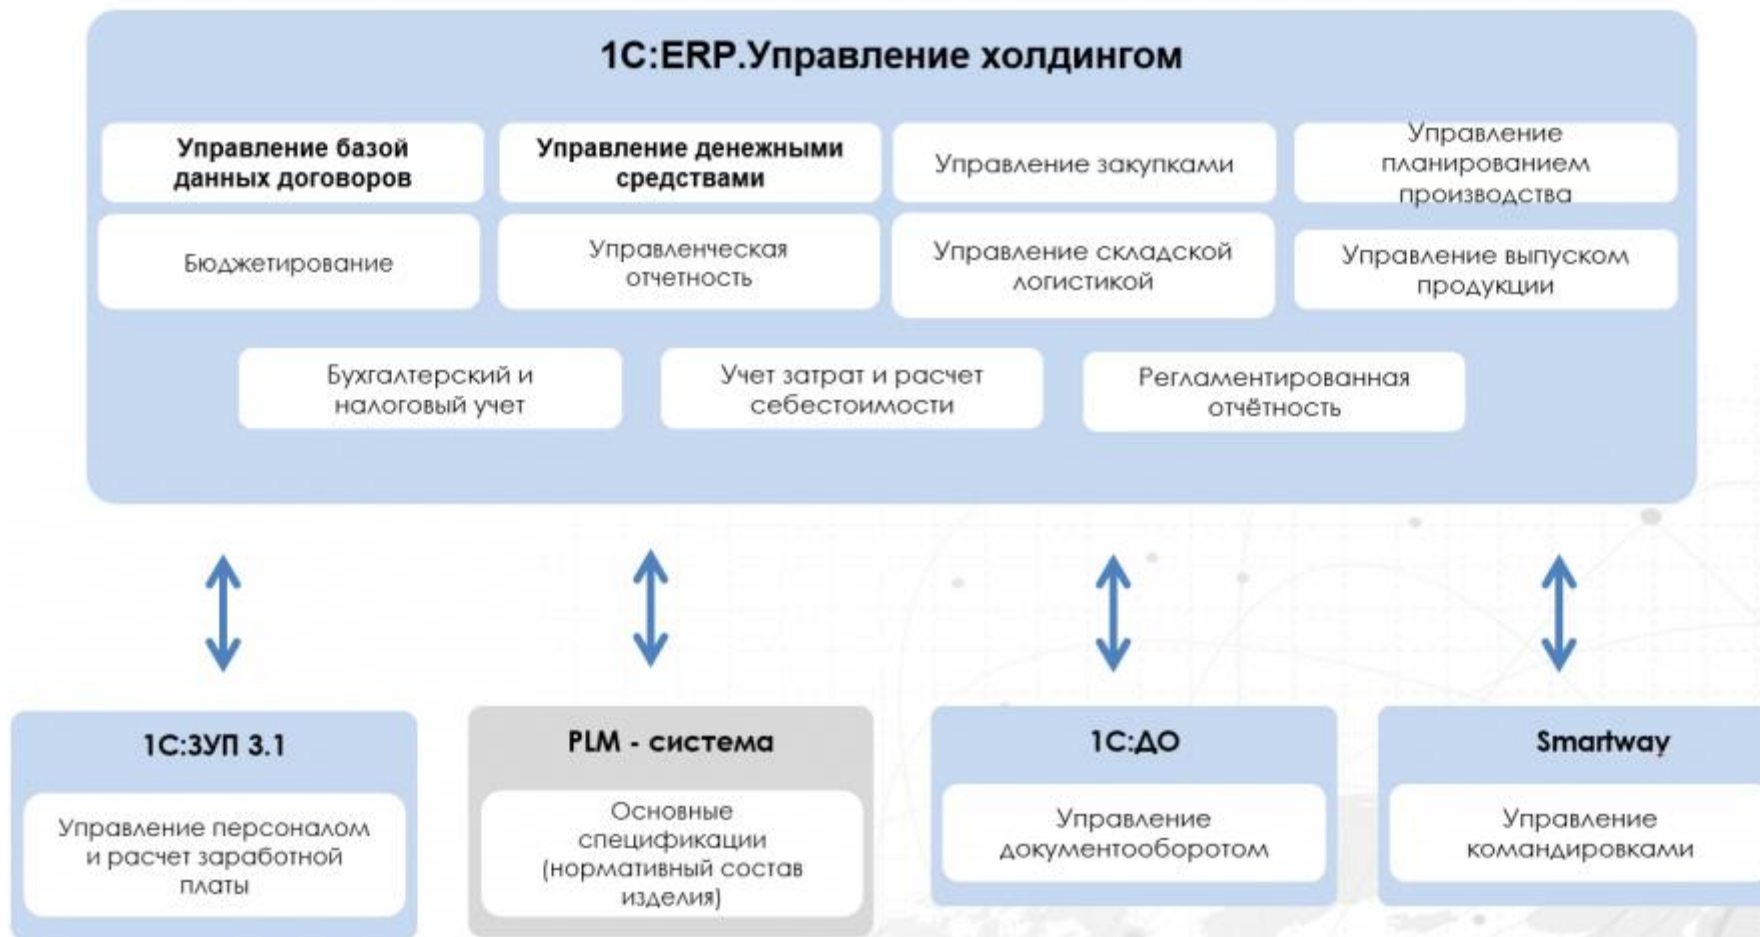 1С:ERP.Управление холдингом
Управление базой
данных договоров
Управление денежными
средствами
Управление закупками
Управление
планированием
производства
Бюджетирование
Управленческая
отчетность
Управление складской
логистикой
Управление выпуском
продукции
Бухгалтерский и
налоговый учет
Учет затрат и расчет
себестоимости
Регламентированная
отчётность
1С:ЗУП 3.1
Управление персоналом
и расчет заработной
платы
PLM - система
Основные
спецификации
(нормативный состав
изделия)
1С:ДО
Управление
документооборотом
Smartway
Управление
командировками